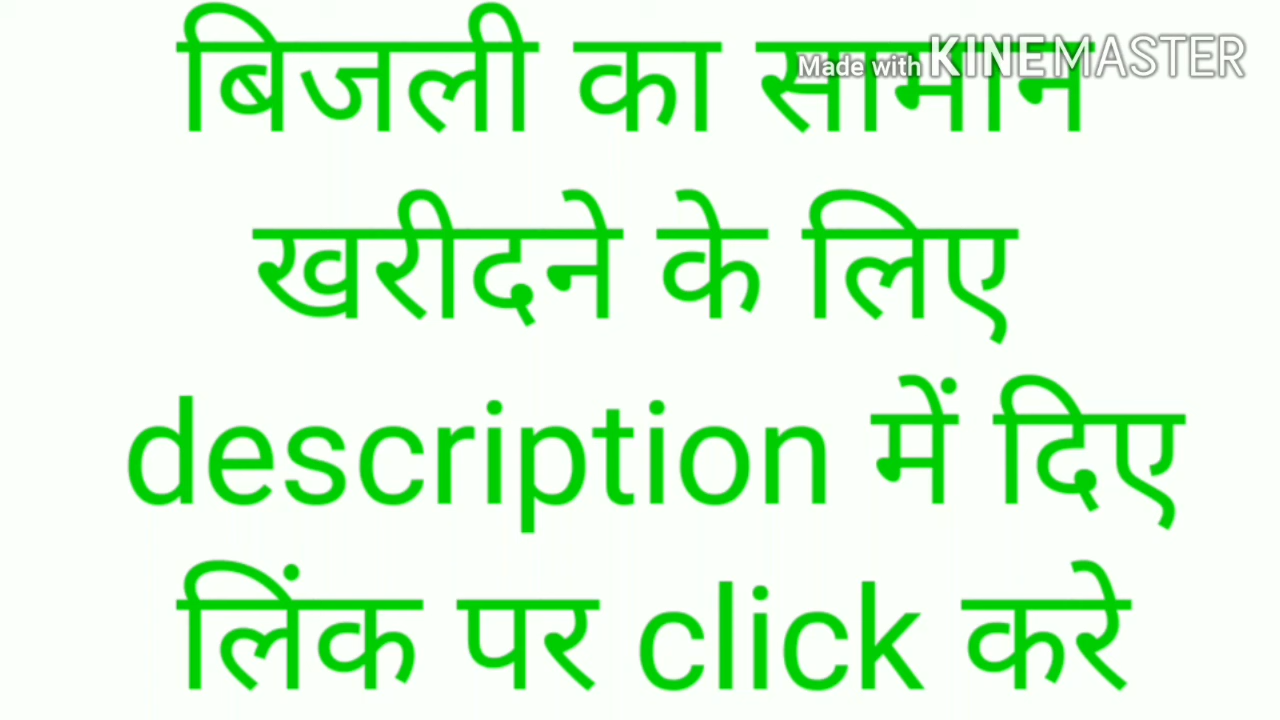 Made with KINEMASTER
बिजली का सामान
खरीदने के लिए
description में दिए
लिंक पर click करे